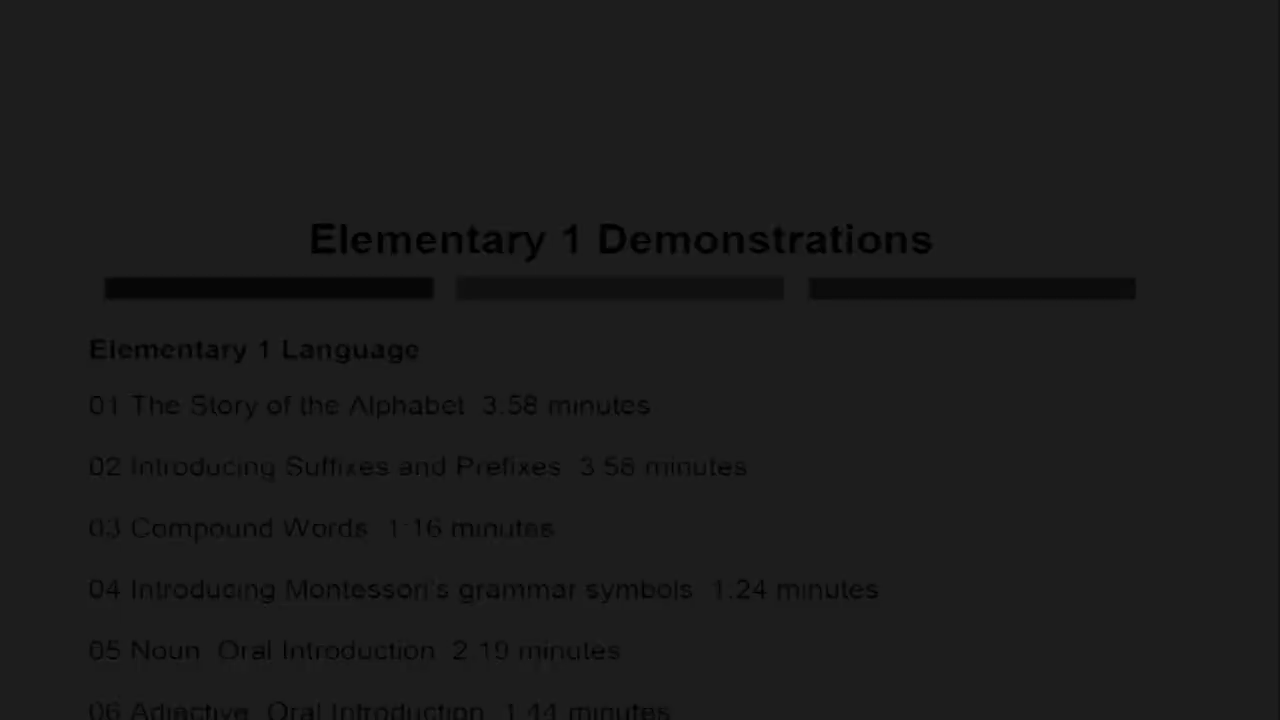 Elementary 1 Demonstrations
Elementary 1 Language
01 The Story of the Alphabet 3.58 minutes
02 Introducing Suffixes and Prefixes 3 58 minutes
03 Compound Words 1:16 minutes
04 Introducing Montessori's grammar symbols 1:24 minutes
05 Noun Oral Introduction 2 19 minutes
06 Adjective Oral Introduction 1 44 minutes